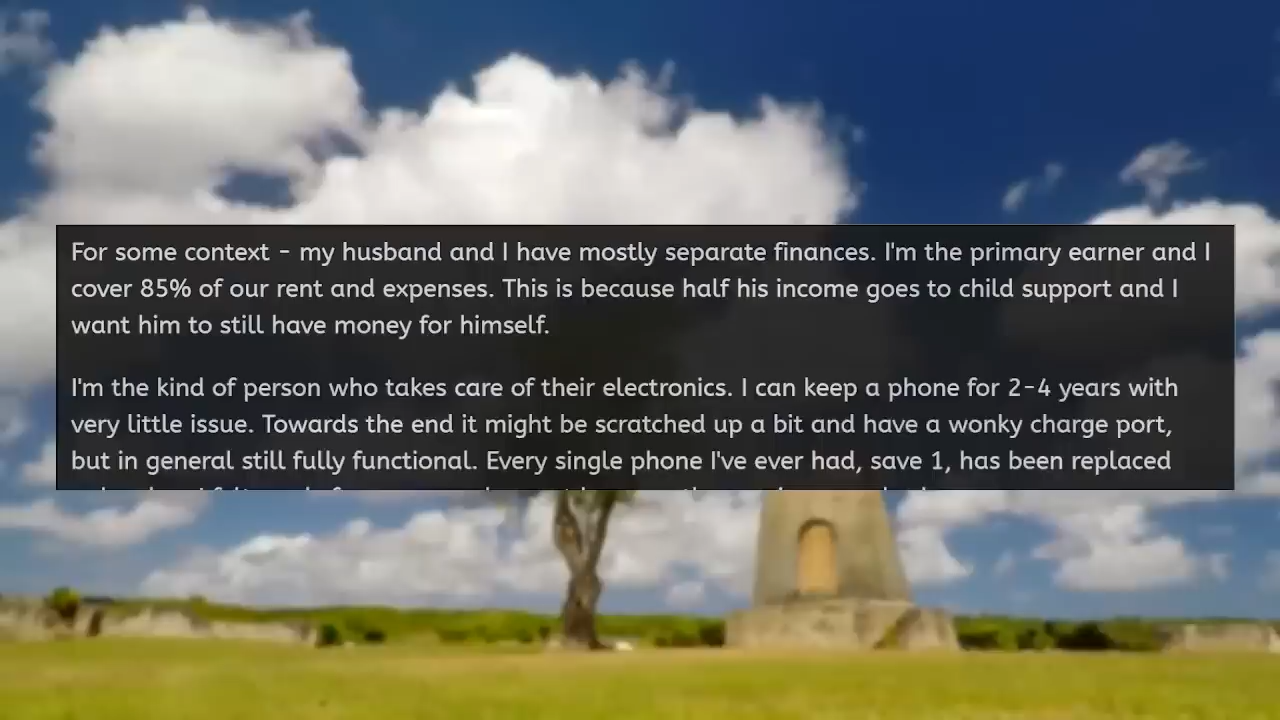 For some context - my husband and I have mostly separate finances. I'm the primary earner and I
cover 85% of our rent and expenses. This is because half his income goes to child support and I
want him to still have money for himself.
I'm the kind of person who takes care of their electronics. I can keep a phone for 2-4 years with
very little issue. Towards the end it might be scratched up a bit and have a wonky charge port,
but in general still fully functional. Every single phone I've ever had, save 1, has been replaced